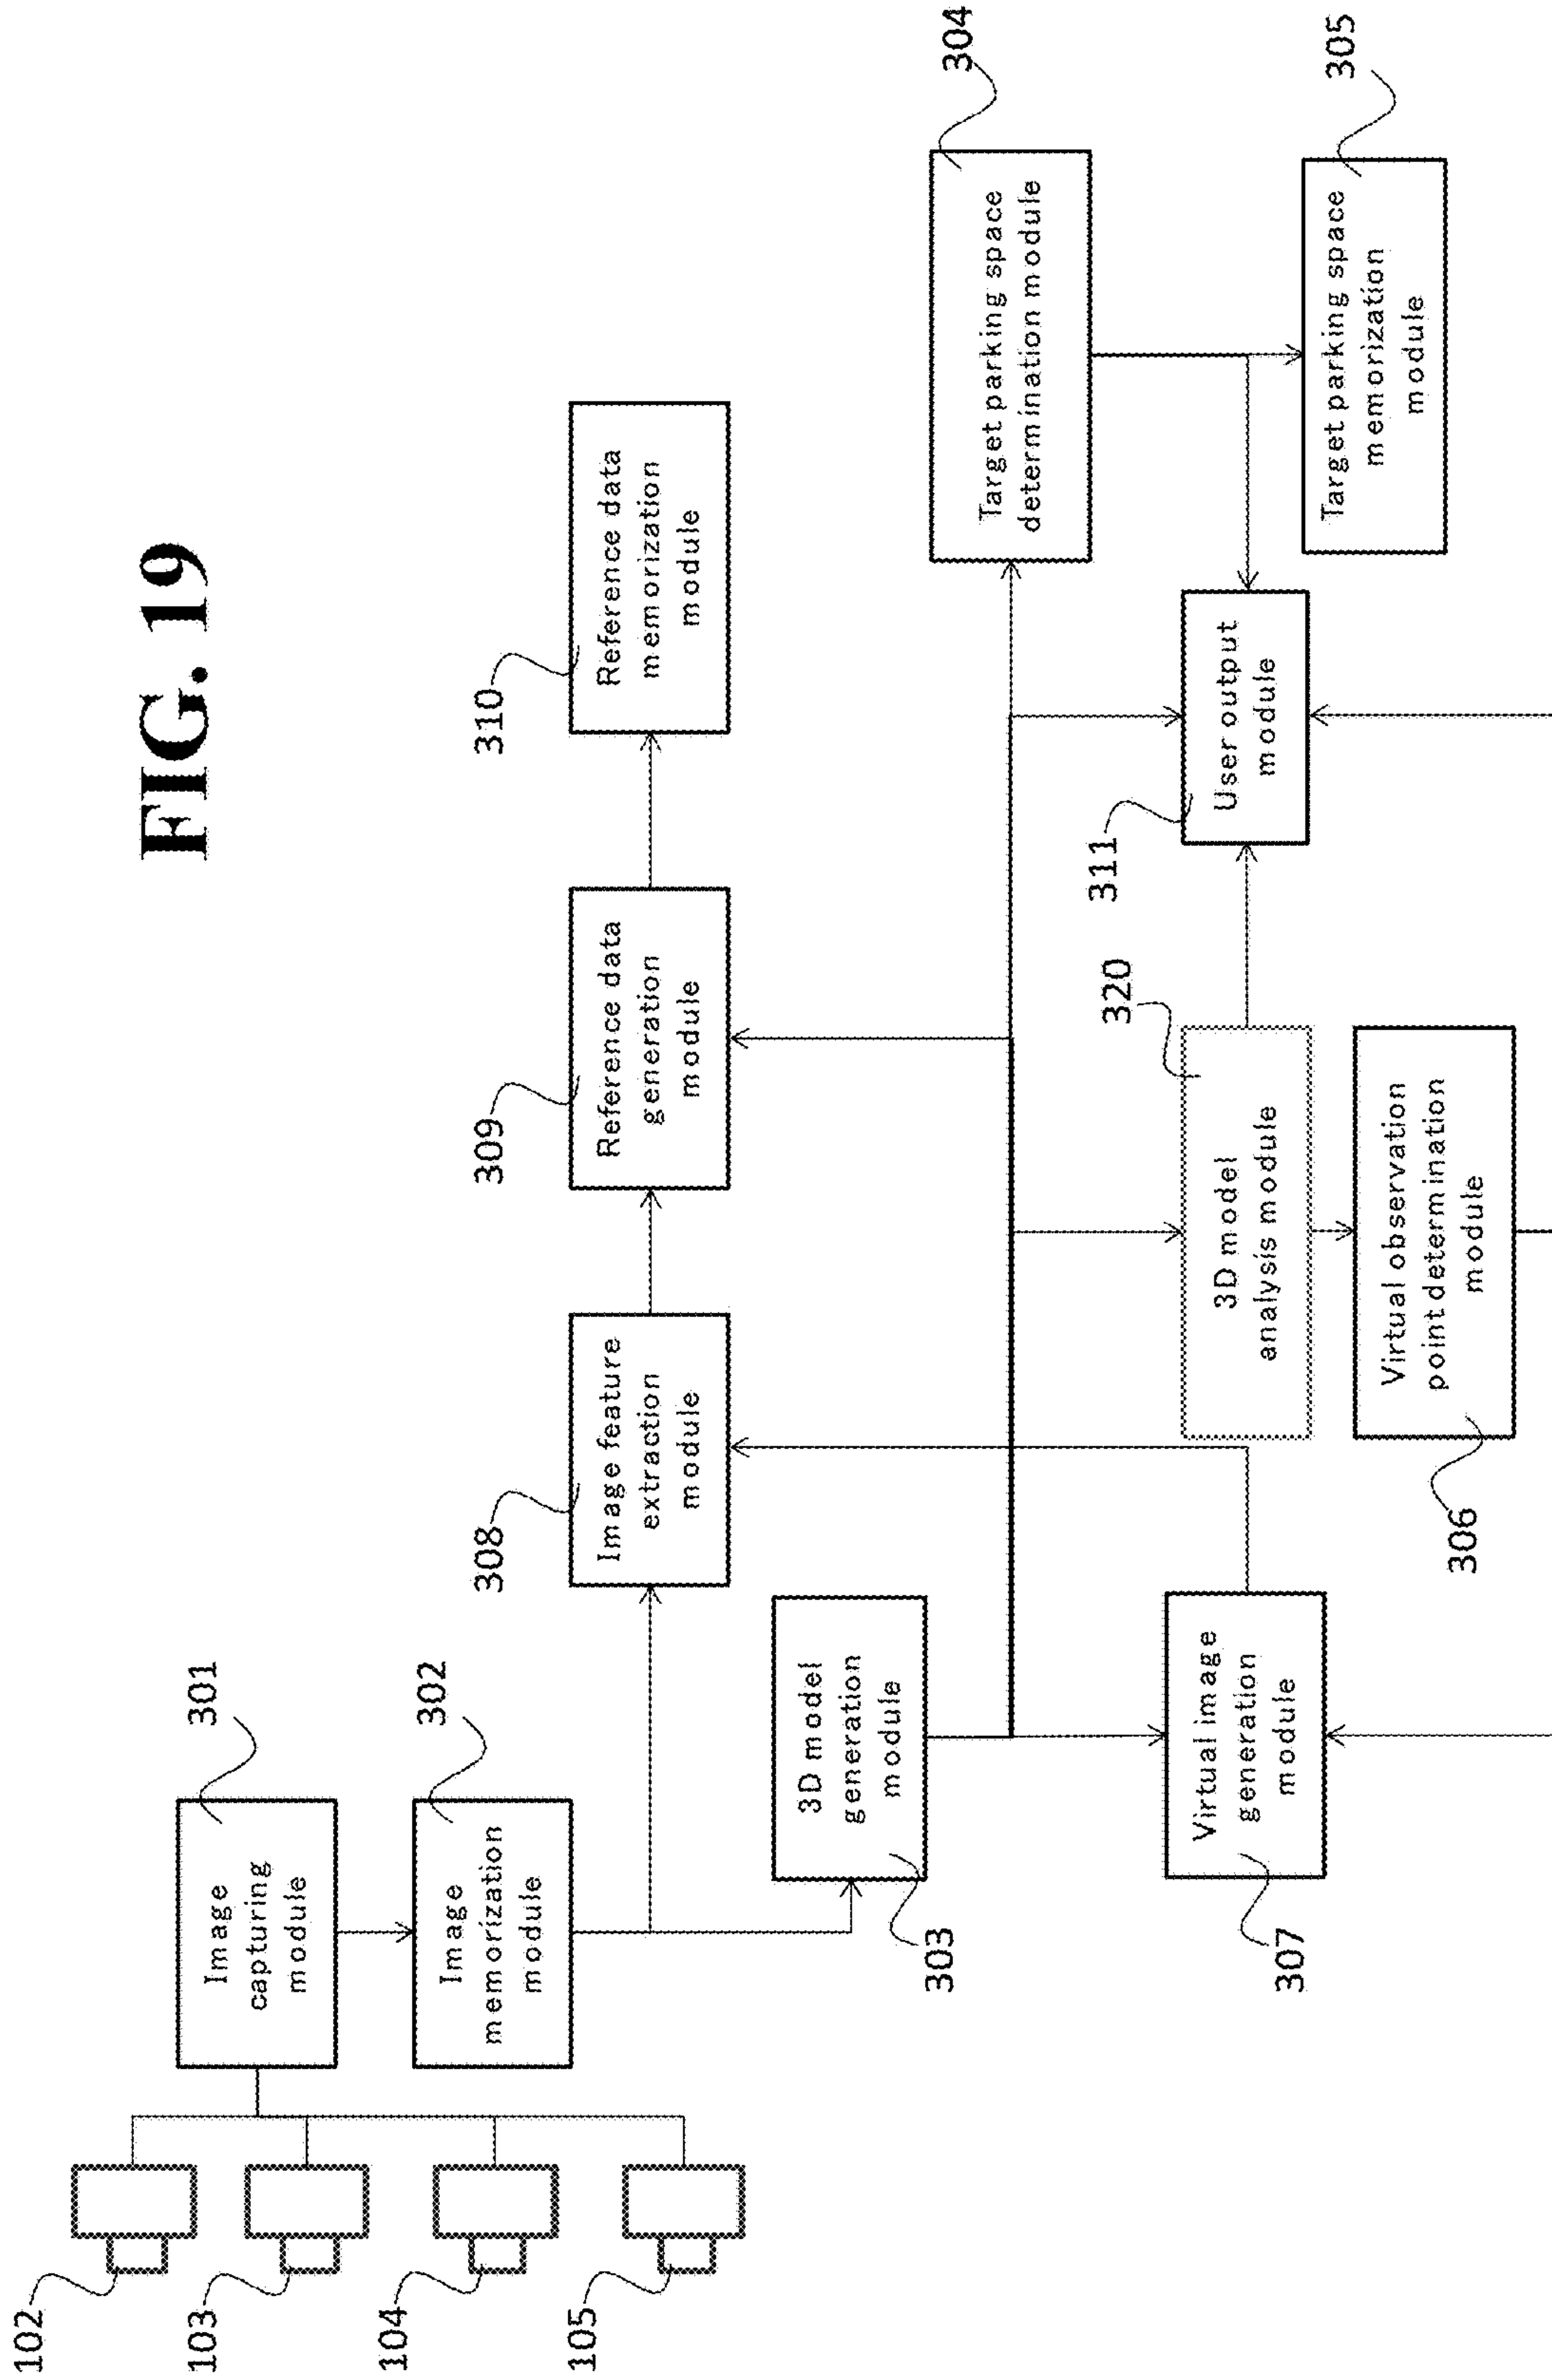 FIG. 19
102
103
104
105
301
Image
capturing
module
302
Image
memorization
module
308
Image feature
extraction
module
309
Reference data
generation
module
310
Reference data
memorization
module
303
3D model
generation
module
304
Target parking space
determination module
307
Virtual image
generation
module
320
3D model
analysis module
311
User output
module
305
Target parking space
memorization
module
306
Virtual observation
point determination
module